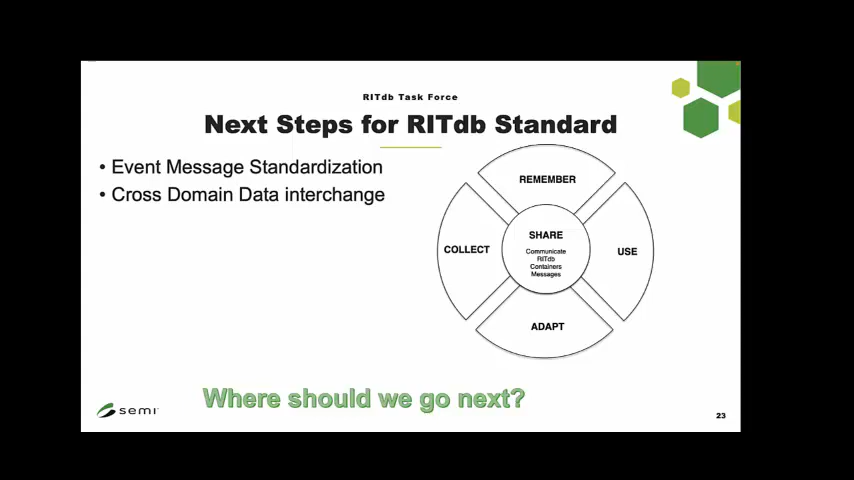 RITdb Task Force
Next Steps for RITdb Standard
• Event Message Standardization
• Cross Domain Data interchange
REMEMBER
COLLECT
SHARE
Communicate
RITdb
Containers
Messages
USE
ADAPT
Where should we go next?
semi
23